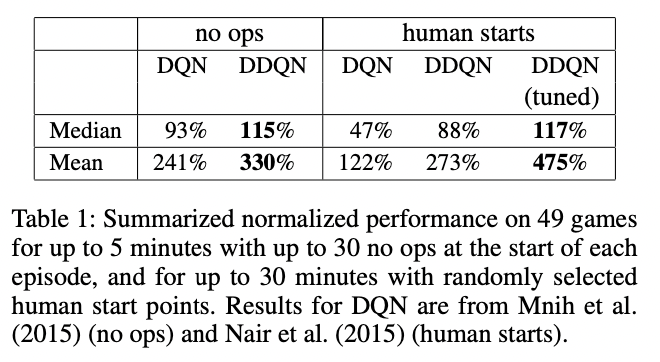 no ops human starts
DQN DDQN DQN DDQN DDQN
(tuned)
Median 93% 115% 47% 88% 117%
Mean 241% 330% 122% 273% 475%
Table 1: Summarized normalized performance on 49 games
for up to 5 minutes with up to 30 no ops at the start of each
episode, and for up to 30 minutes with randomly selected
human start points. Results for DQN are from Mnih et al.
(2015) (no ops) and Nair et al. (2015) (human starts).